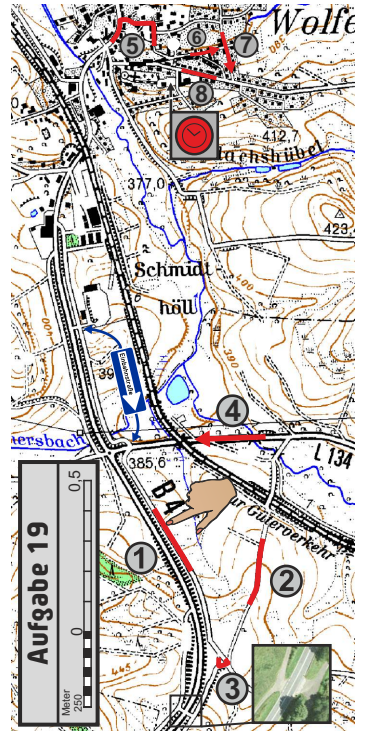 Wolfe
5
6
7
8
412,7
achshübel
377,0
423,
Schmidt-
höll
400
390
39
Einbahnstraße
4
ersbach
L 134
385,6
B 4
Güterverkehr
1
2
3
445
Aufgabe 19
Meter
250
0
0,5